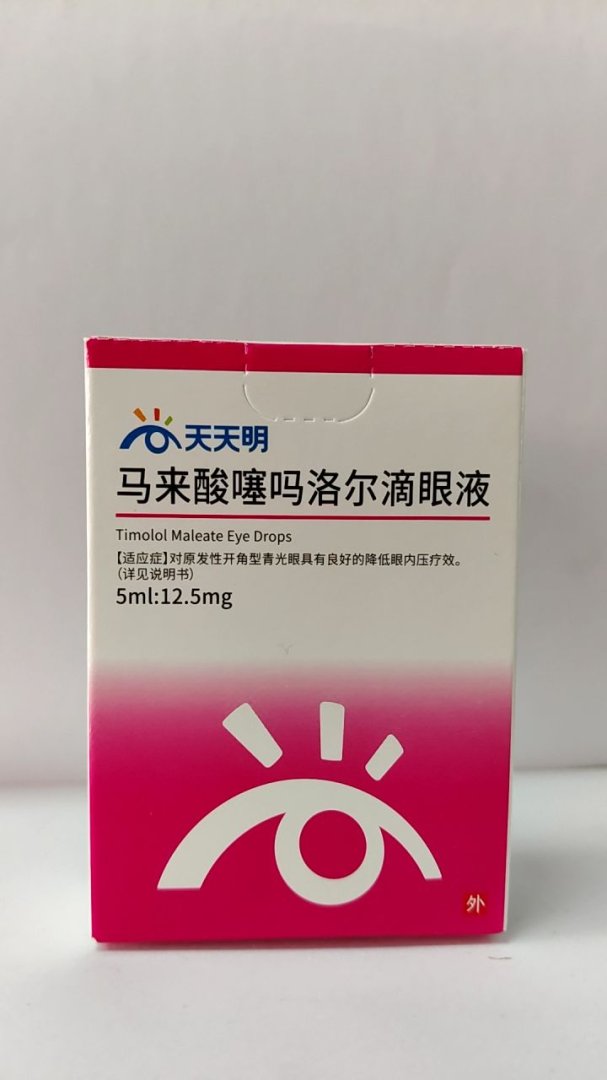 天天明
马来酸噻吗洛尔滴眼液
Timolol Maleate Eye Drops
【适应症】对原发性开角型青光眼具有良好的降低眼内压疗效。
（详见说明书）
5ml:12.5mg
外